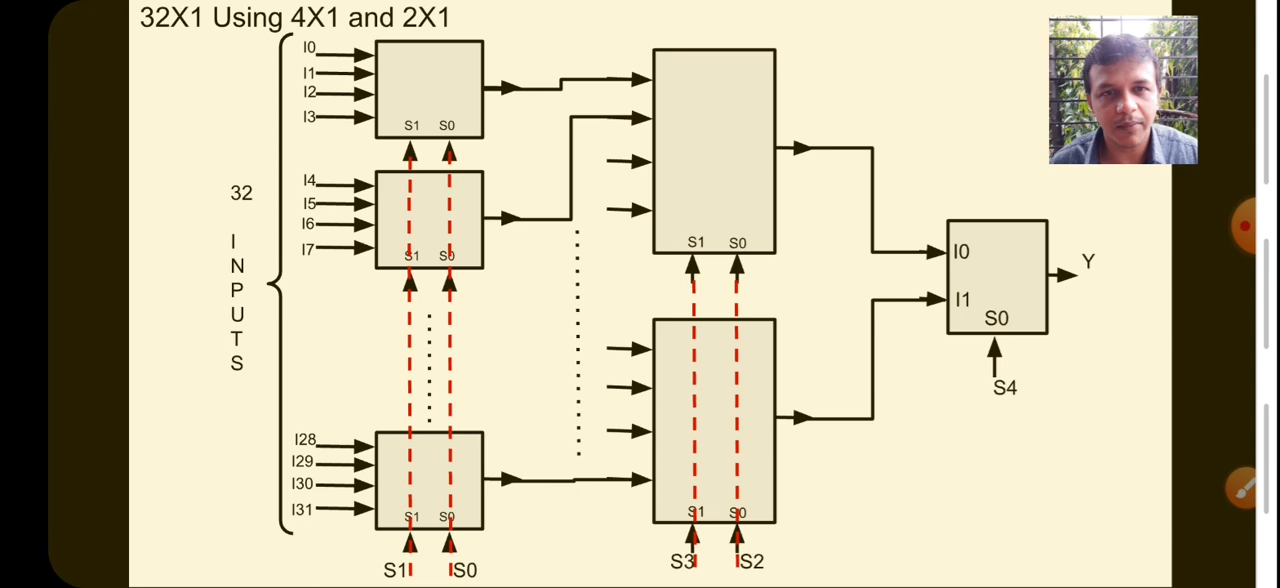 32X1 Using 4X1 and 2X1
32
I
N
P
U
T
S
I0
I1
I2
I3
S1 S0
I4
I5
I6
I7
S1 S0
I28
I29
I30
I31
S1 S0
S1 S0
S1 S0
S1 S0
S3 S2
I0
I1
S0
S4
Y